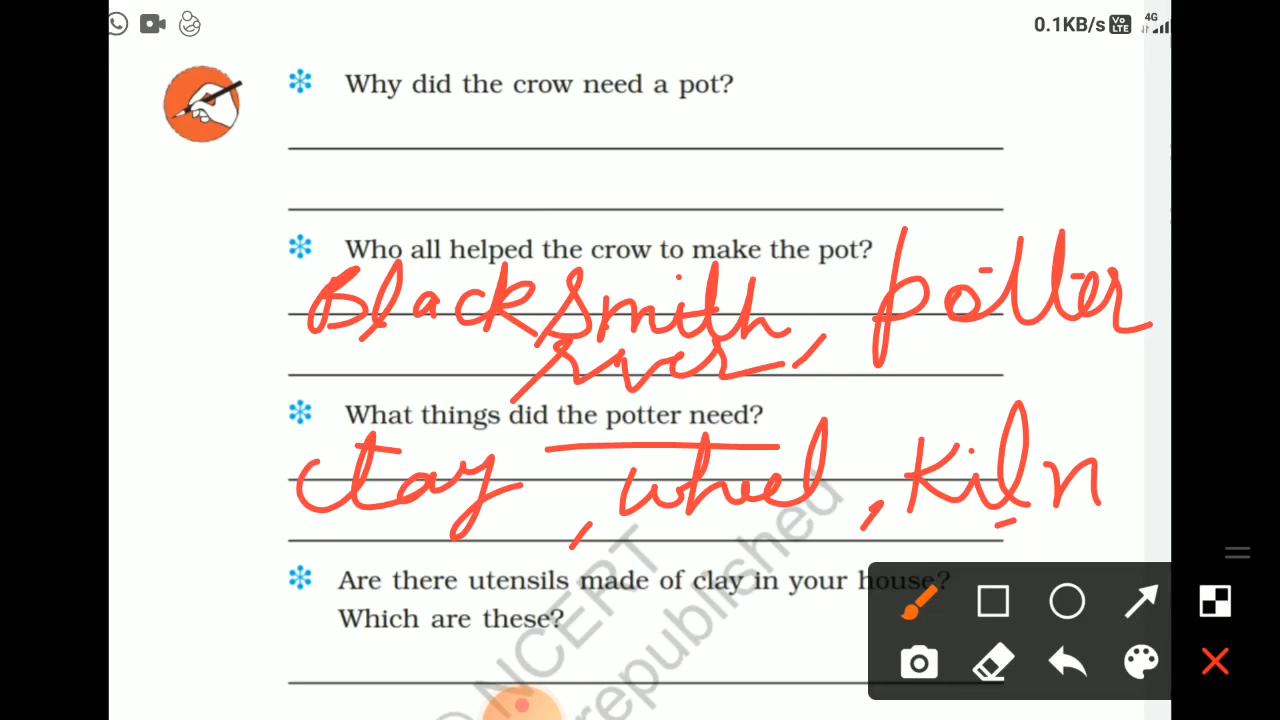 0.1KB/s Vo LTE 4G
Why did the crow need a pot?
Who all helped the crow to make the pot?
Blacksmith, potter
river,
What things did the potter need?
Clay, wheel, Kiln
Are there utensils made of clay in your house?
Which are these?
© NCERT
republished